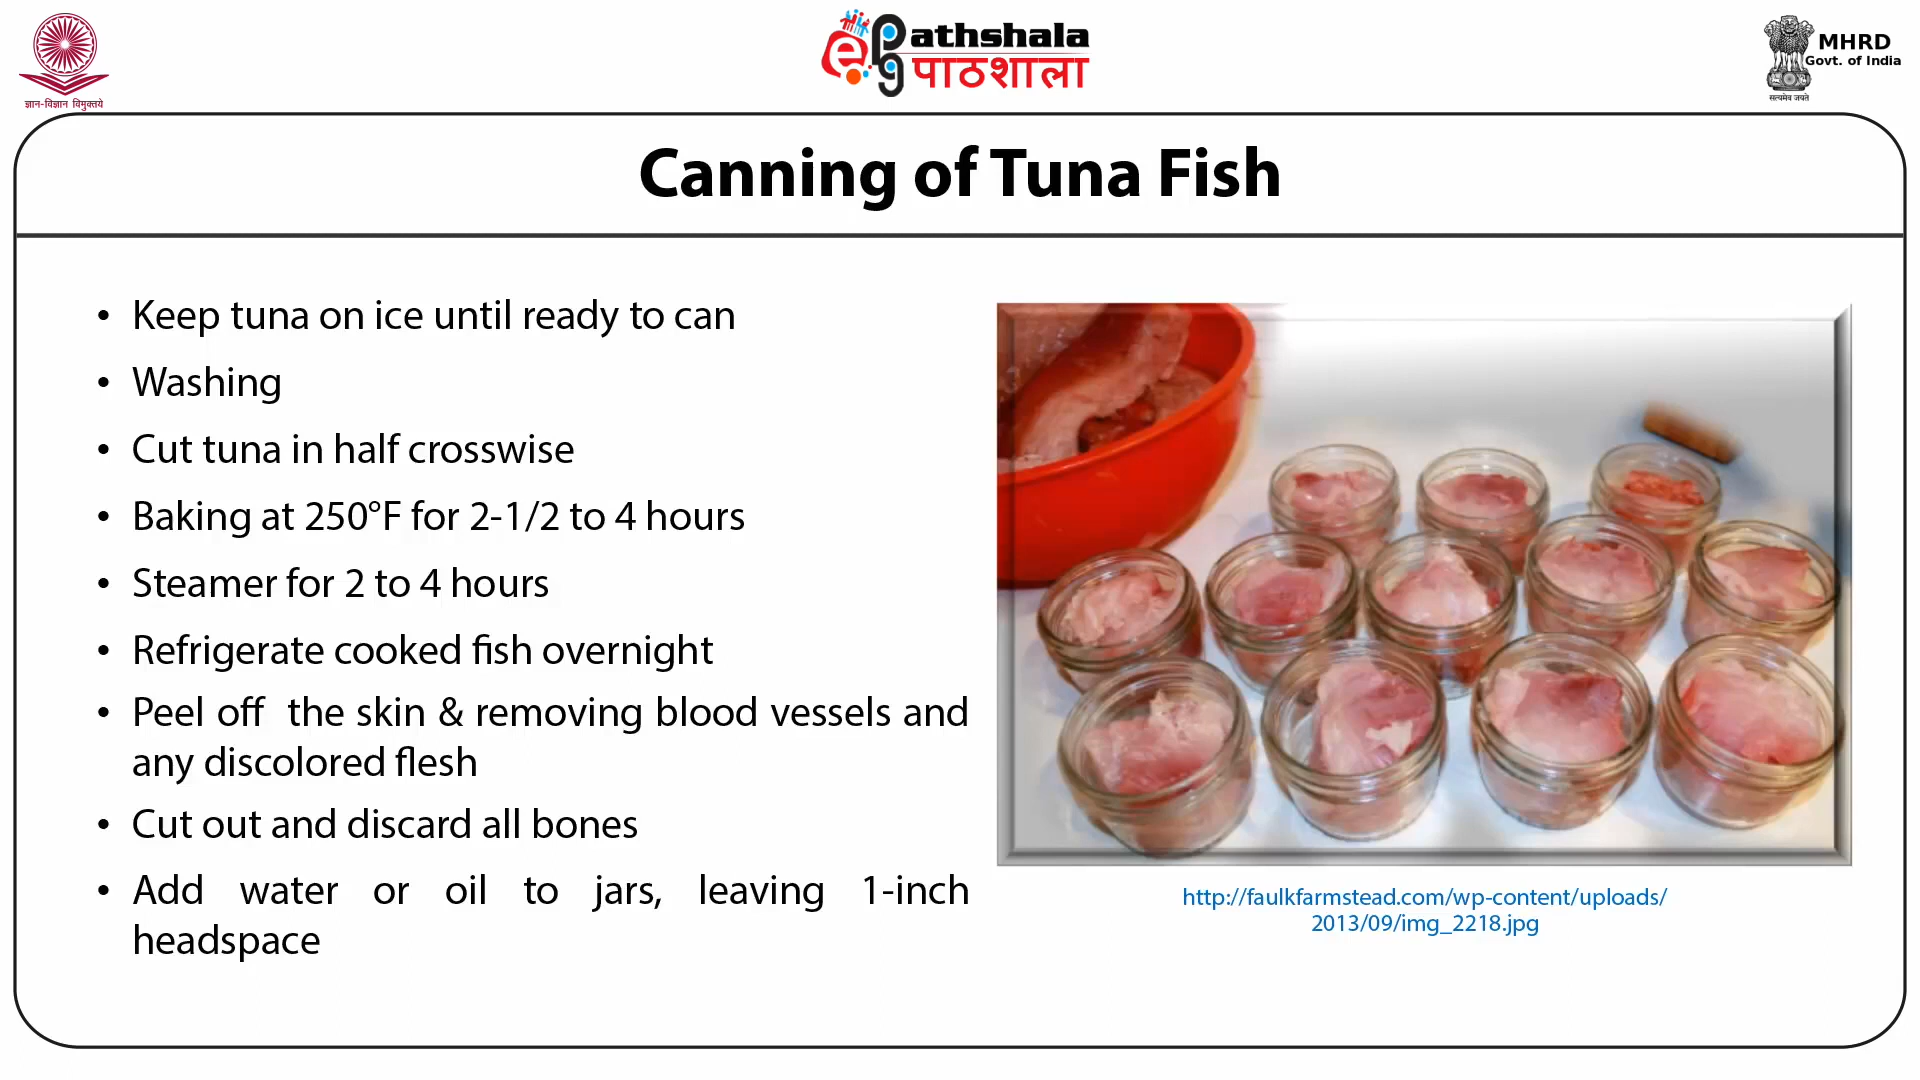 ज्ञान-विज्ञान विमुक्तये
ePathshala
पाठशाला
MHRD
Govt. of India
सत्यमेव जयते
Canning of Tuna Fish
• Keep tuna on ice until ready to can
• Washing
• Cut tuna in half crosswise
• Baking at 250°F for 2-1/2 to 4 hours
• Steamer for 2 to 4 hours
• Refrigerate cooked fish overnight
• Peel off the skin & removing blood vessels and
any discolored flesh
• Cut out and discard all bones
• Add water or oil to jars, leaving 1-inch
headspace
http://faulkfarmstead.com/wp-content/uploads/
2013/09/img_2218.jpg